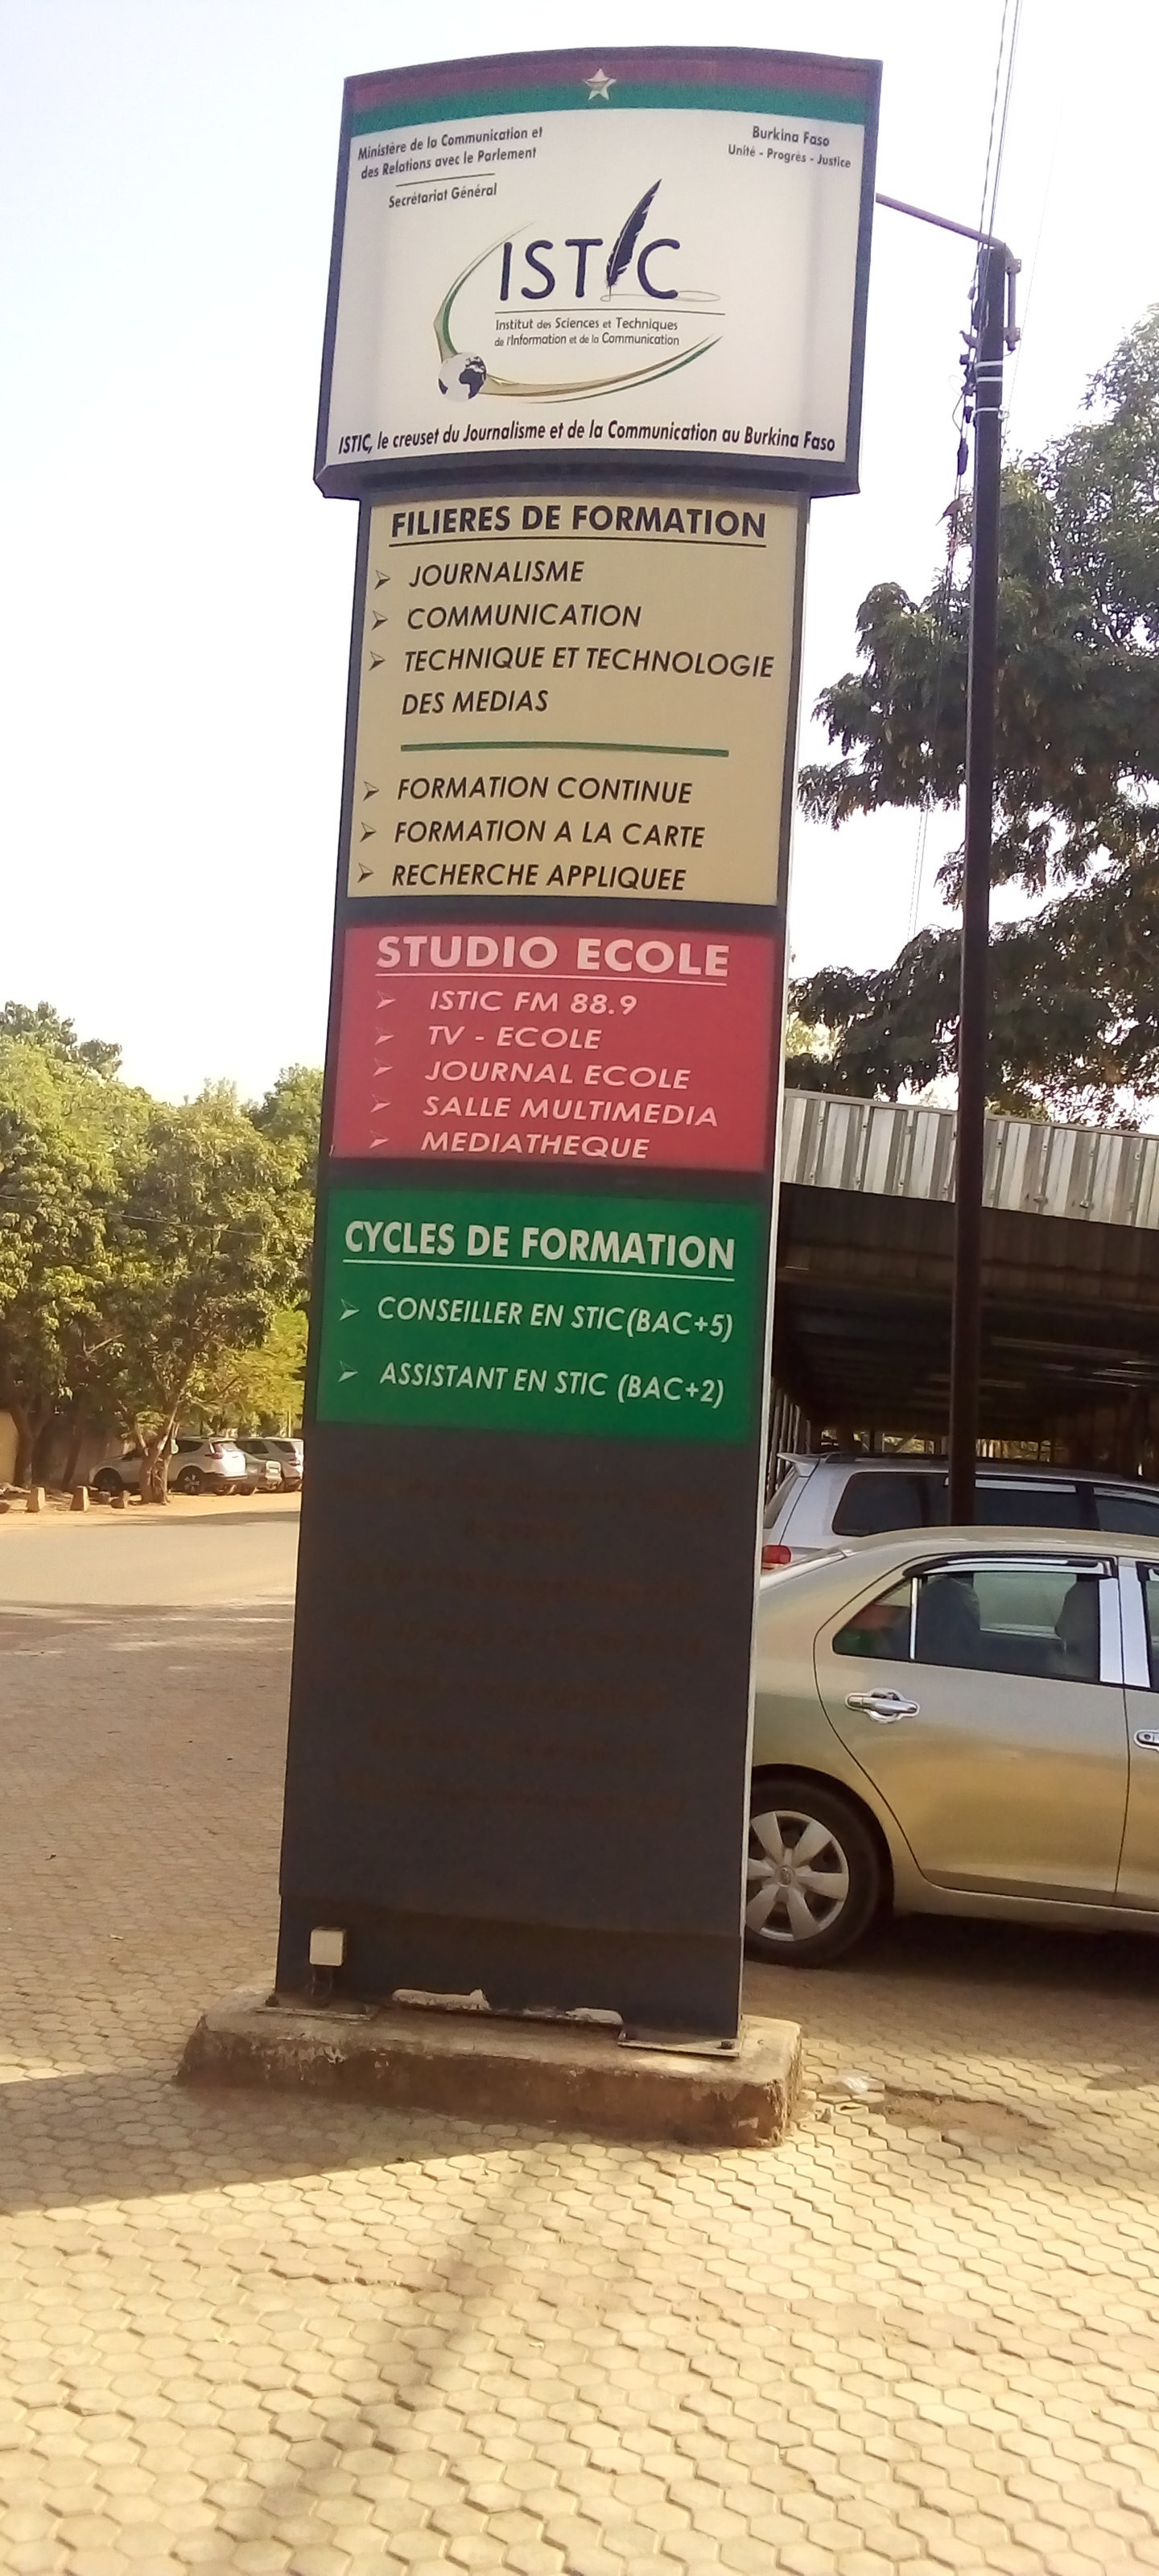 Ministère de la Communication et
des Relations avec le Parlement
Secrétariat Général
Burkina Faso
Unité - Progrès - Justice
ISTIC
Institut des Sciences et Techniques
de l'Information et de la Communication
ISTIC, le creuset du Journalisme et de la Communication au Burkina Faso
FILIERES DE FORMATION
JOURNALISME
COMMUNICATION
TECHNIQUE ET TECHNOLOGIE
DES MEDIAS
FORMATION CONTINUE
FORMATION A LA CARTE
RECHERCHE APPLIQUEE
STUDIO ECOLE
ISTIC FM 88.9
TV - ECOLE
JOURNAL ECOLE
SALLE MULTIMEDIA
MEDIATHEQUE
CYCLES DE FORMATION
CONSEILLER EN STIC(BAC+5)
ASSISTANT EN STIC (BAC+2)